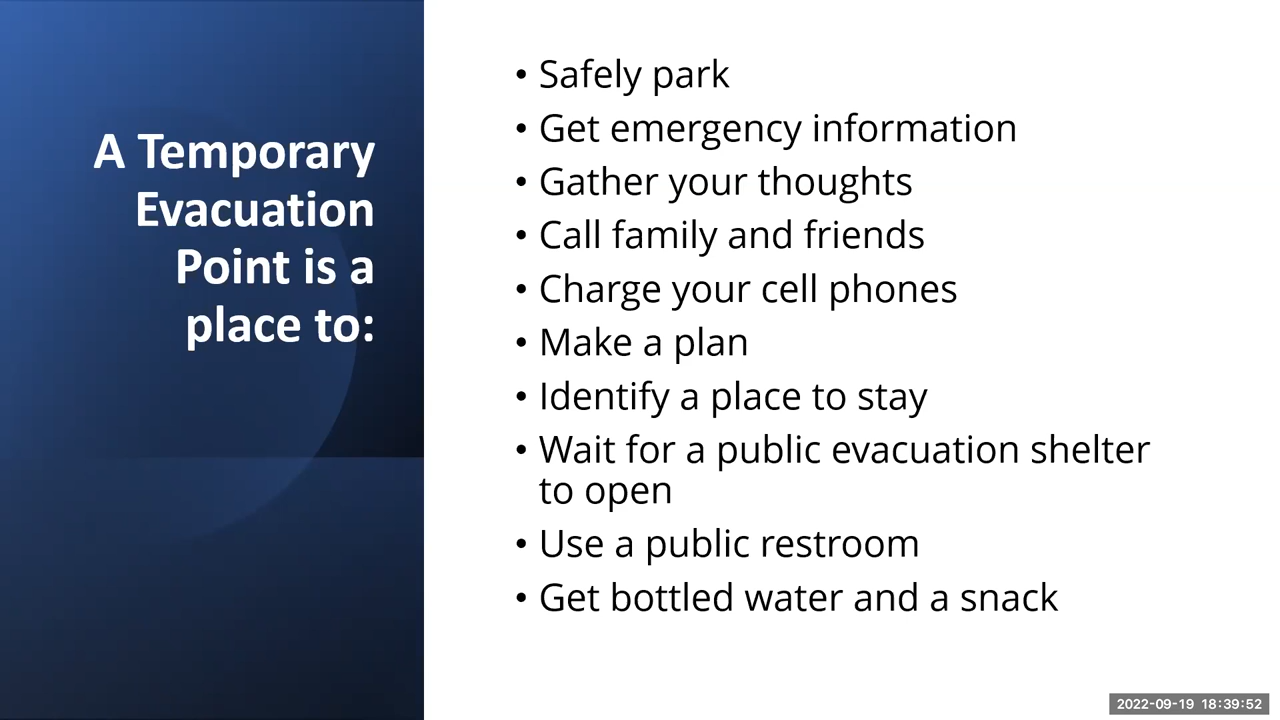 A Temporary
Evacuation
Point is a
place to:
• Safely park
• Get emergency information
• Gather your thoughts
• Call family and friends
• Charge your cell phones
• Make a plan
• Identify a place to stay
• Wait for a public evacuation shelter
to open
• Use a public restroom
• Get bottled water and a snack
2022-09-19 18:39:52